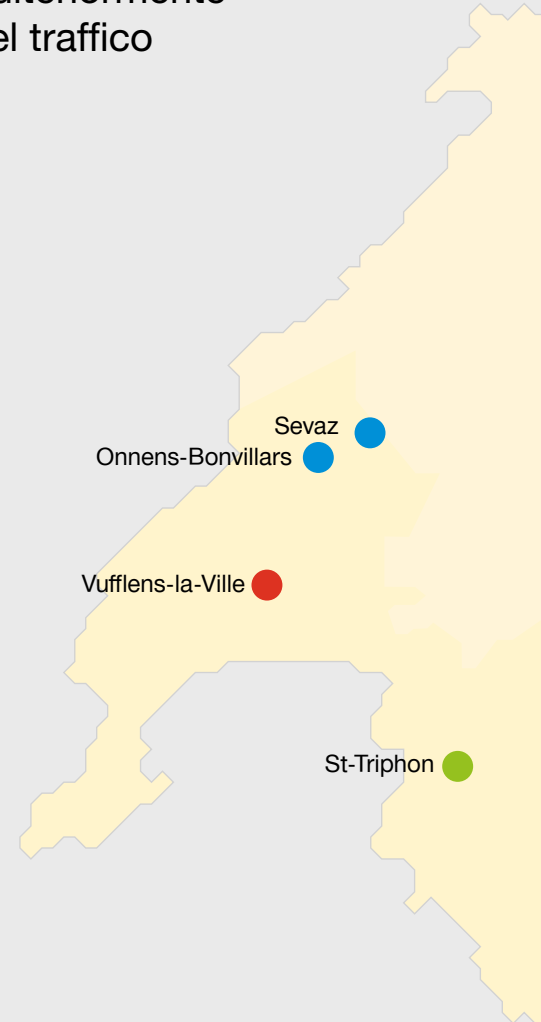 el traffico
Sevaz
Onnens-Bonvillars
Vufflens-la-Ville
St-Triphon